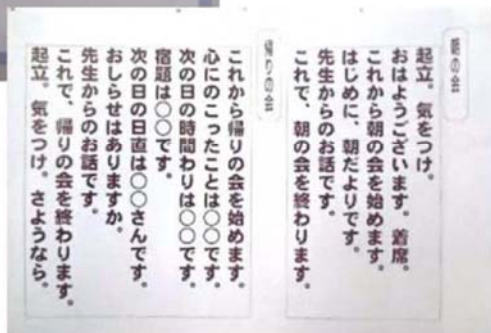 朝の会
起立。気をつけ。
おはようございます。着席。
これから朝の会を始めます。
はじめに、朝だよりです。
先生からのお話です。
これで、朝の会を終わります。
帰りの会
これから帰りの会を始めます。
心にのこったことは○○です。
次の日の時間わりは○○です。
宿題は○○です。
次の日の日直は○○さんです。
おしらせはありますか。
先生からのお話です。
これで、帰りの会を終わります。
起立。気をつけ。さようなら。